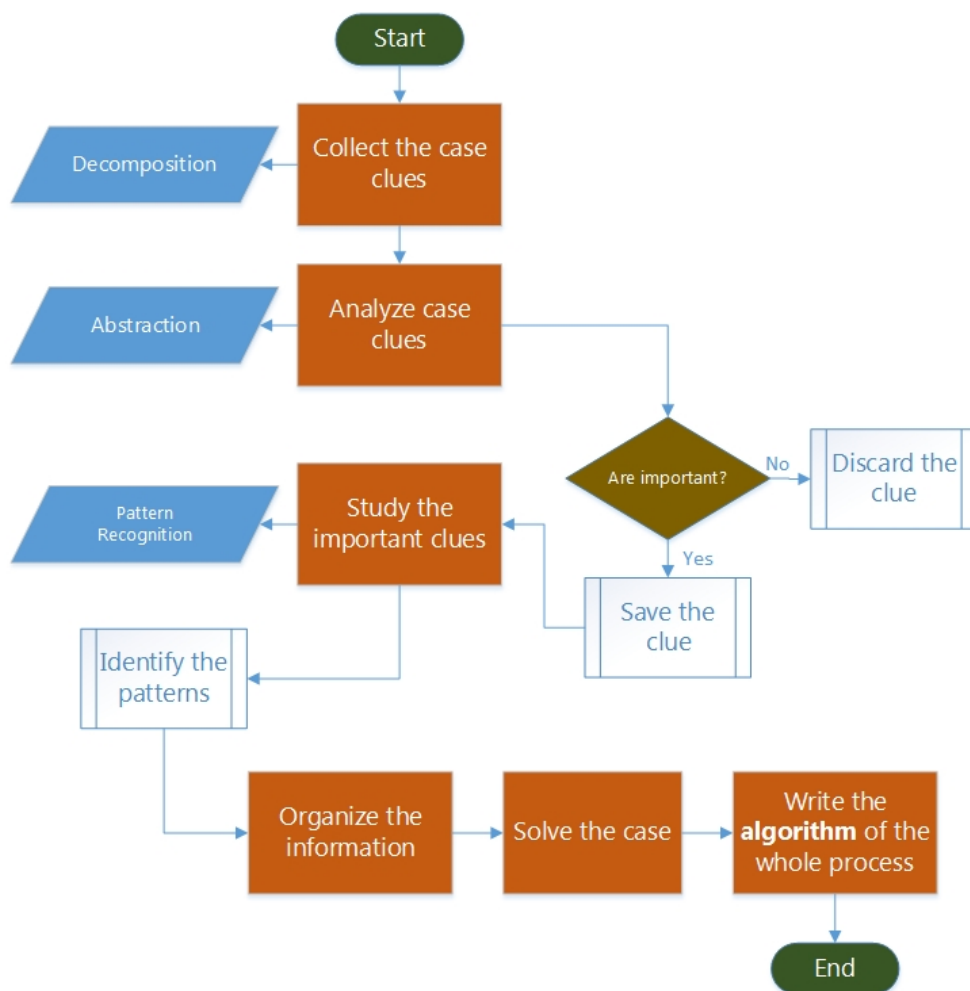 Start
Collect the case
clues
Decomposition
Analyze case
clues
Abstraction
Are important?
No
Discard the
clue
Yes
Save the
clue
Study the
important clues
Pattern
Recognition
Identify the
patterns
Organize the
information
Solve the case
Write the
algorithm of the
whole process
End